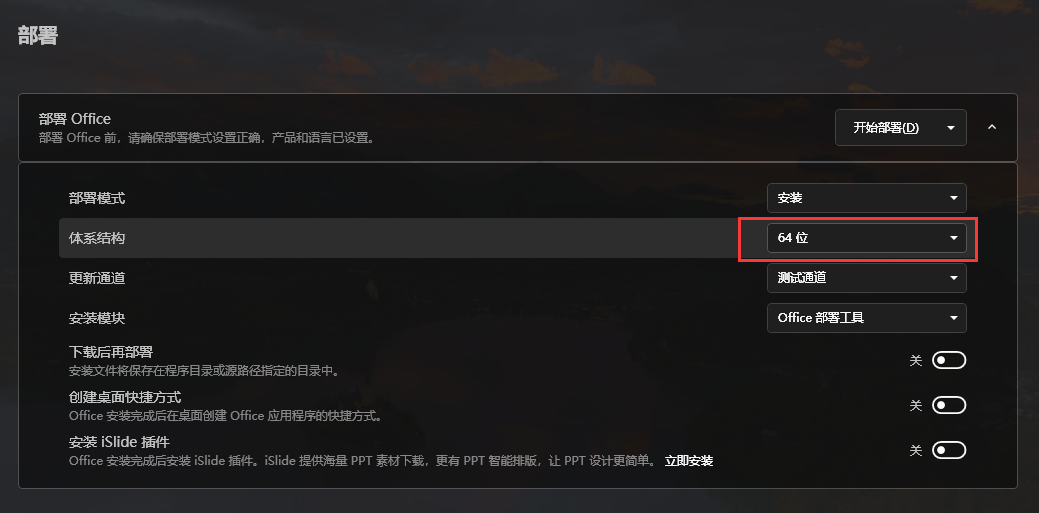 部署
部署 Office
部署 Office 前，请确保部署模式设置正确，产品和语言已设置。
开始部署(D)
部署模式
安装
体系结构
64 位
更新通道
测试通道
安装模块
Office 部署工具
下载后再部署
安装文件将保存在程序目录或源路径指定的目录中。
关
创建桌面快捷方式
Office 安装完成后在桌面创建 Office 应用程序的快捷方式。
关
安装 iSlide 插件
Office 安装完成后安装 iSlide 插件。iSlide 提供海量 PPT 素材下载，更有 PPT 智能排版，让 PPT 设计更简单。 立即安装
关